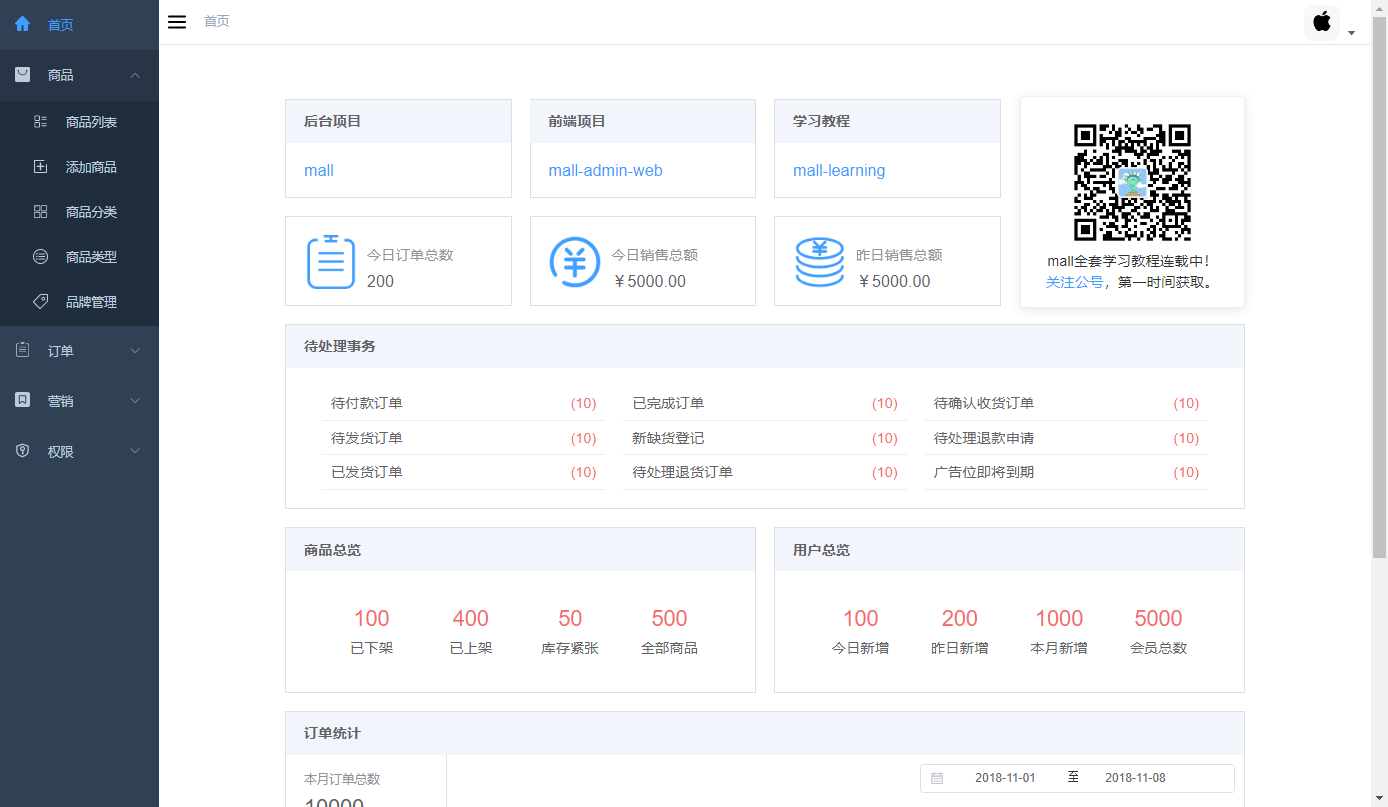 首页
商品
商品列表
添加商品
商品分类
商品类型
品牌管理
订单
营销
权限
首页
后台项目
mall
前端项目
mall-admin-web
学习教程
mall-learning
mall全套学习教程连载中!
关注公号，第一时间获取。
今日订单总数
200
今日销售总额
￥5000.00
昨日销售总额
￥5000.00
待处理事务
待付款订单 (10)
已完成订单 (10)
待确认收货订单 (10)
待发货订单 (10)
新缺货登记 (10)
待处理退款申请 (10)
已发货订单 (10)
待处理退货订单 (10)
广告位即将到期 (10)
商品总览
100 400 50 500
已下架 已上架 库存紧张 全部商品
用户总览
100 200 1000 5000
今日新增 昨日新增 本月新增 会员总数
订单统计
本月订单总数
10000
2018-11-01 至 2018-11-08